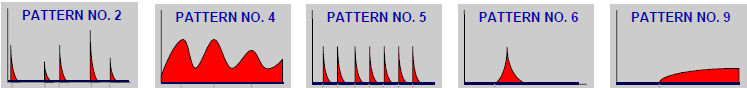 PATTERN NO. 2
PATTERN NO. 4
PATTERN NO. 5
PATTERN NO. 6
PATTERN NO. 9